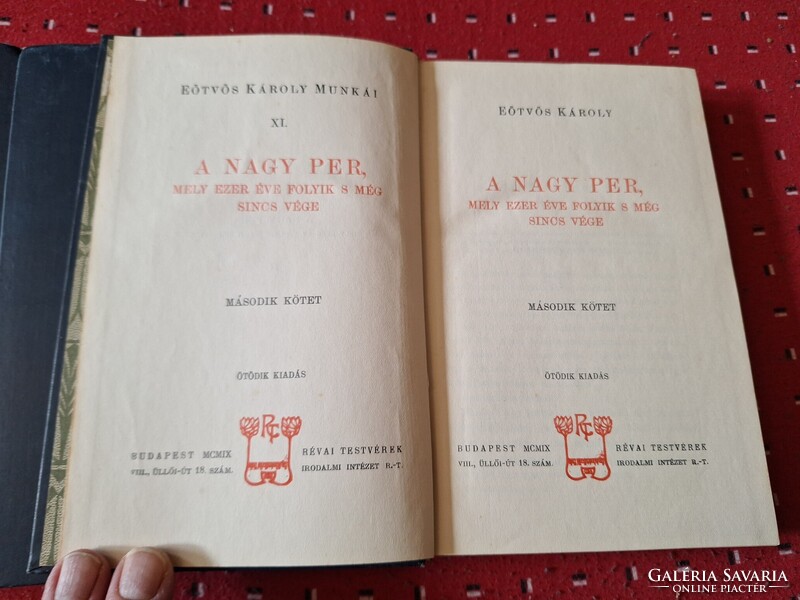 EÖTVÖS KÁROLY MUNKÁI
XI.
A NAGY PER,
MELY EZER ÉVE FOLYIK S MÉG
SINCS VÉGE
MÁSODIK KÖTET
ÖTÖDIK KIADÁS
BUDAPEST MCMIX
VIII., ÜLLŐI-ÚT 18. SZÁM.
RÉVAI TESTVÉREK
IRODALMI INTÉZET R.-T.
EÖTVÖS KÁROLY
A NAGY PER,
MELY EZER ÉVE FOLYIK S MÉG
SINCS VÉGE
MÁSODIK KÖTET
ÖTÖDIK KIADÁS
BUDAPEST MCMIX
VIII., ÜLLŐI-ÚT 18. SZÁM.
RÉVAI TESTVÉREK
IRODALMI INTÉZET R.-T.
GALERIA SAVARIA
ONLINE PIACTÉR